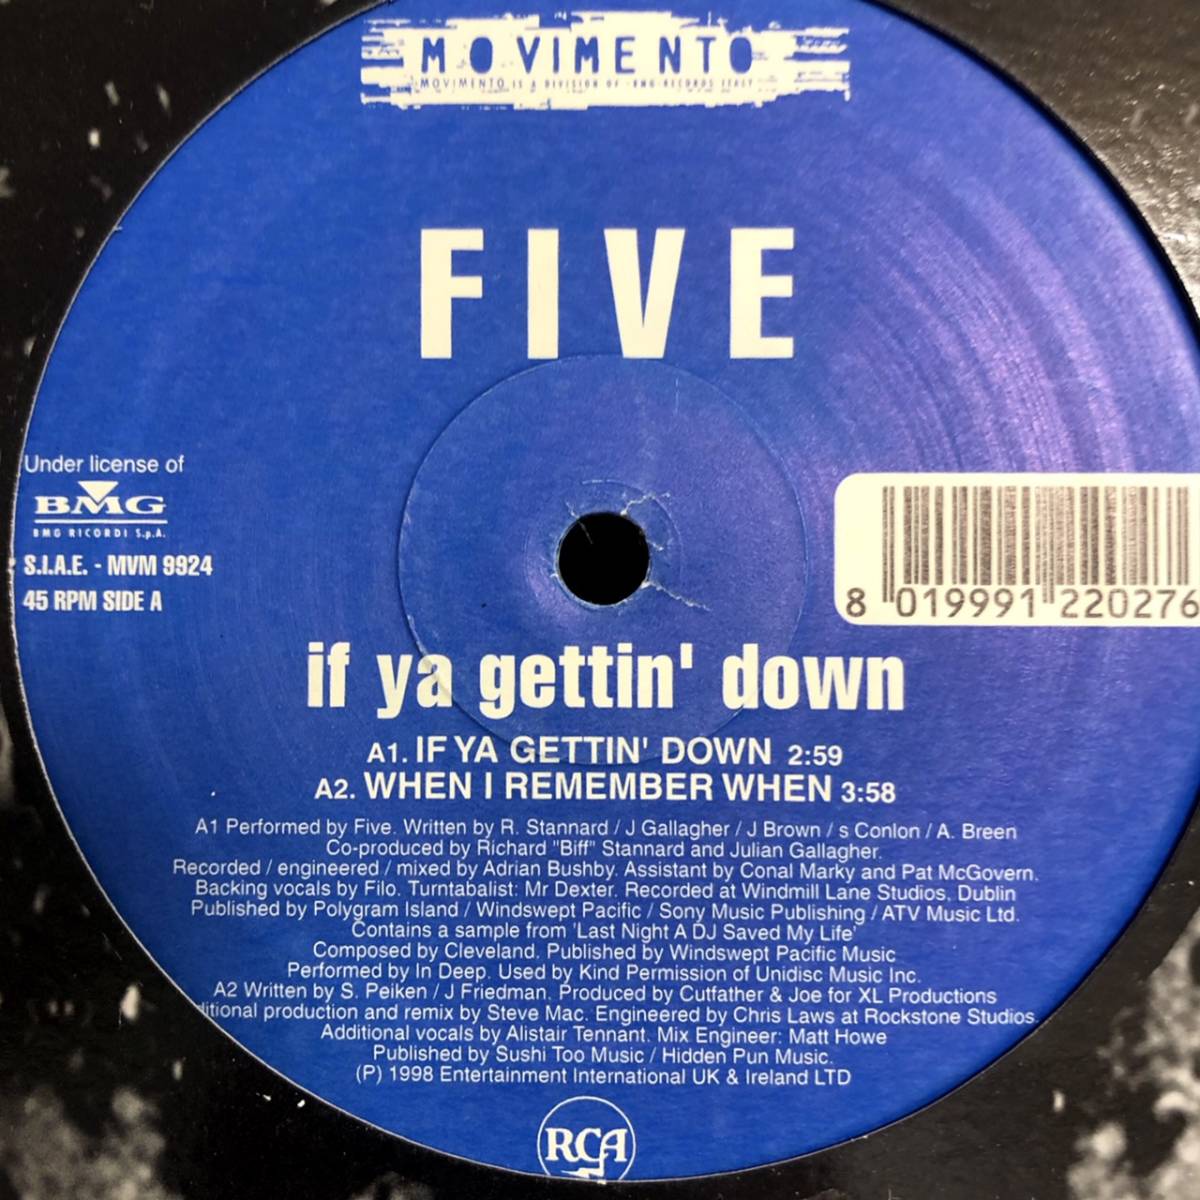 MOVIMENTO
MOVIMENTO IS A DIVISION OF BMG RECORDS ITALY
FIVE
Under license of
BMG
BMG RICORDI S.p.A.
S.I.A.E. - MVM 9924
45 RPM SIDE A
8 019991 220276
if ya gettin' down
A1. IF YA GETTIN' DOWN 2:59
A2. WHEN I REMEMBER WHEN 3:58
A1 Performed by Five. Written by R. Stannard / J Gallagher / J Brown / s Conlon / A. Breen
Co-produced by Richard "Biff" Stannard and Julian Gallagher.
Recorded / engineered / mixed by Adrian Bushby. Assistant by Conal Marky and Pat McGovern.
Backing vocals by Filo. Turntabalist: Mr Dexter. Recorded at Windmill Lane Studios, Dublin
Published by Polygram Island / Windswept Pacific / Sony Music Publishing / ATV Music Ltd.
Contains a sample from 'Last Night A DJ Saved My Life'
Composed by Cleveland. Published by Windswept Pacific Music
Performed by In Deep. Used by Kind Permission of Unidisc Music Inc.
A2 Written by S. Peiken / J Friedman. Produced by Cutfather & Joe for XL Productions
ditional production and remix by Steve Mac. Engineered by Chris Laws at Rockstone Studios.
Additional vocals by Alistair Tennant. Mix Engineer: Matt Howe
Published by Sushi Too Music / Hidden Pun Music.
(P) 1998 Entertainment International UK & Ireland LTD
RCA